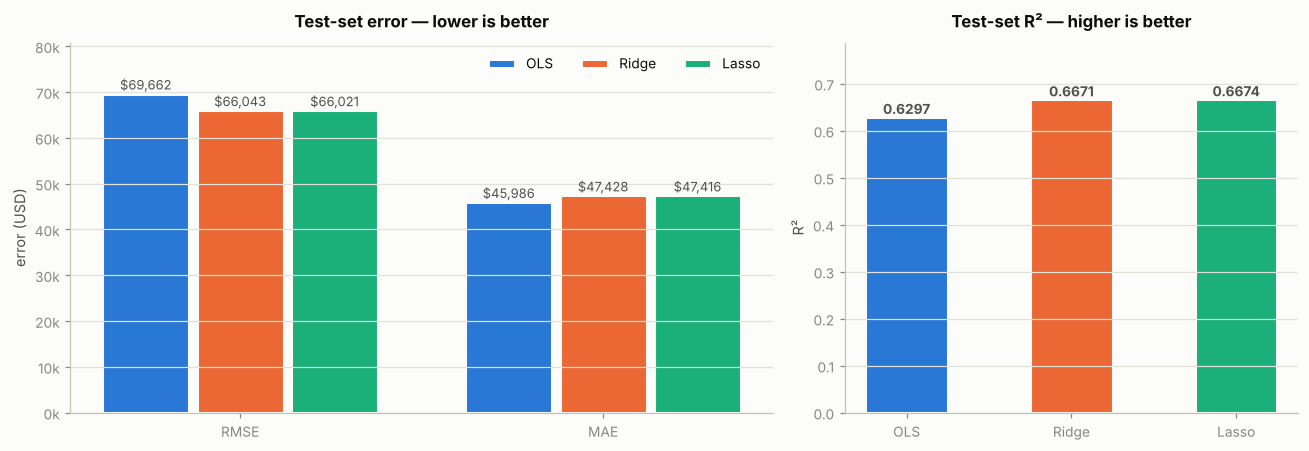 Test-set error — lower is better
80k
70k
60k
50k
40k
30k
20k
10k
0k
error (USD)
OLS
Ridge
Lasso
$69,662
$66,043
$66,021
$45,986
$47,428
$47,416
RMSE
MAE
Test-set R² — higher is better
0.7
0.6
0.5
0.4
0.3
0.2
0.1
0.0
R²
0.6297
0.6671
0.6674
OLS
Ridge
Lasso